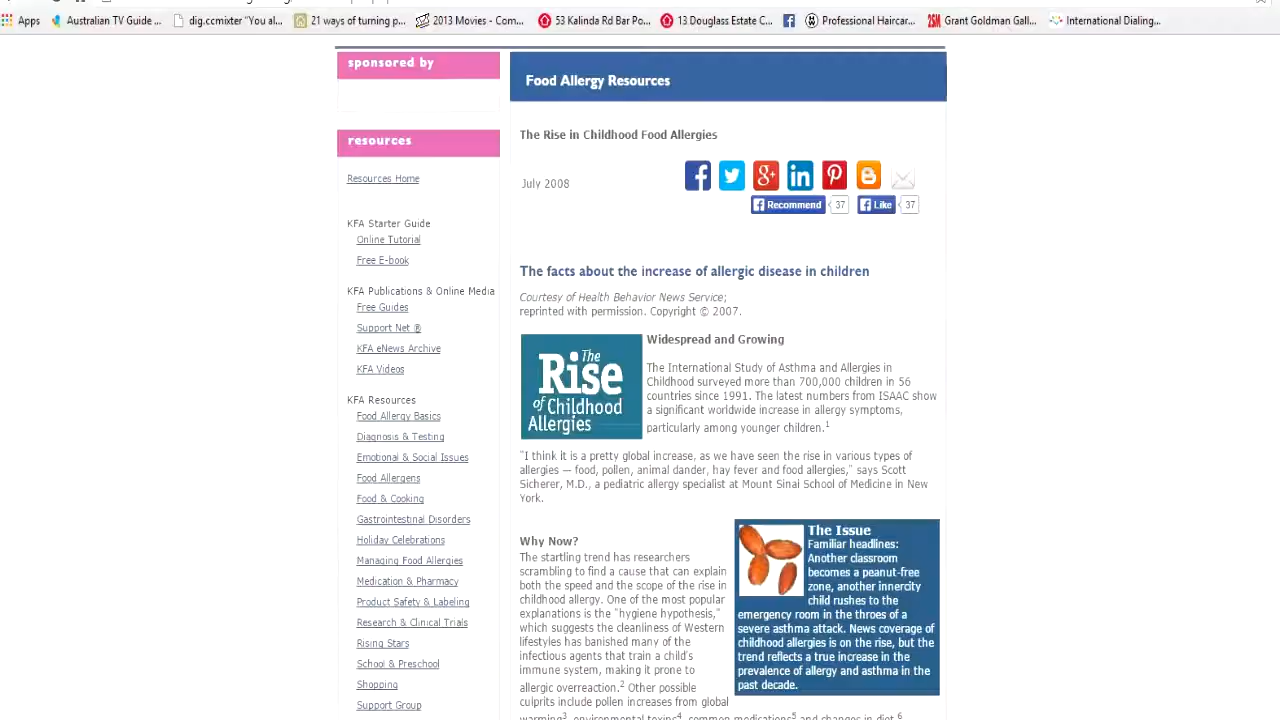 Apps
Australian TV Guide ...
dig.ccmixter "You al...
21 ways of turning p...
2013 Movies - Com...
53 Kalinda Rd Bar Po...
13 Douglass Estate C...
Professional Haircar...
2SM
Grant Goldman Gall...
International Dialing...
sponsored by
resources
Resources Home
KFA Starter Guide
Online Tutorial
Free E-book
KFA Publications & Online Media
Free Guides
Support Net ®
KFA eNews Archive
KFA Videos
KFA Resources
Food Allergy Basics
Diagnosis & Testing
Emotional & Social Issues
Food Allergens
Food & Cooking
Gastrointestinal Disorders
Holiday Celebrations
Managing Food Allergies
Medication & Pharmacy
Product Safety & Labeling
Research & Clinical Trials
Rising Stars
School & Preschool
Shopping
Support Group
Food Allergy Resources
The Rise in Childhood Food Allergies
July 2008
Recommend 37 Like 37
The facts about the increase of allergic disease in children
Courtesy of Health Behavior News Service;
reprinted with permission. Copyright © 2007.
The
Rise
of Childhood
Allergies
Widespread and Growing
The International Study of Asthma and Allergies in
Childhood surveyed more than 700,000 children in 56
countries since 1991. The latest numbers from ISAAC show
a significant worldwide increase in allergy symptoms,
particularly among younger children.1
"I think it is a pretty global increase, as we have seen the rise in various types of
allergies — food, pollen, animal dander, hay fever and food allergies," says Scott
Sicherer, M.D., a pediatric allergy specialist at Mount Sinai School of Medicine in New
York.
Why Now?
The startling trend has researchers
scrambling to find a cause that can explain
both the speed and the scope of the rise in
childhood allergy. One of the most popular
explanations is the "hygiene hypothesis,"
which suggests the cleanliness of Western
lifestyles has banished many of the
infectious agents that train a child's
immune system, making it prone to
allergic overreaction.2 Other possible
culprits include pollen increases from global
warming3, environmental toxins4, common medications5 and changes in diet.6
The Issue
Familiar headlines:
Another classroom
becomes a peanut-free
zone, another innercity
child rushes to the
emergency room in the throes of a
severe asthma attack. News coverage of
childhood allergies is on the rise, but the
trend reflects a true increase in the
prevalence of allergy and asthma in the
past decade.